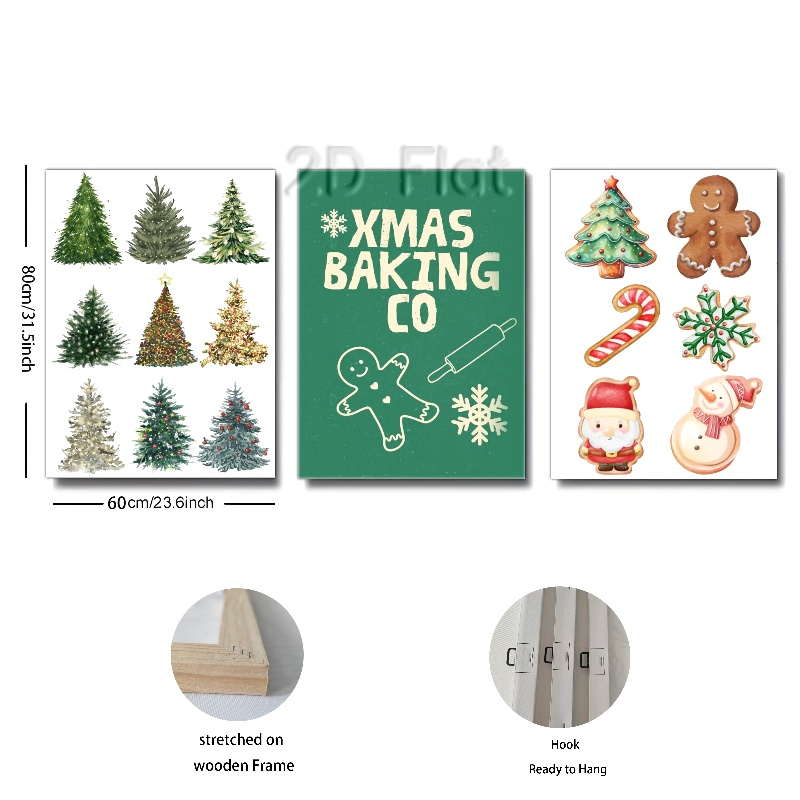 2D Flat
XMAS
BAKING
CO
80cm/31.5inch
60cm/23.6inch
stretched on
wooden Frame
Hook
Ready to Hang